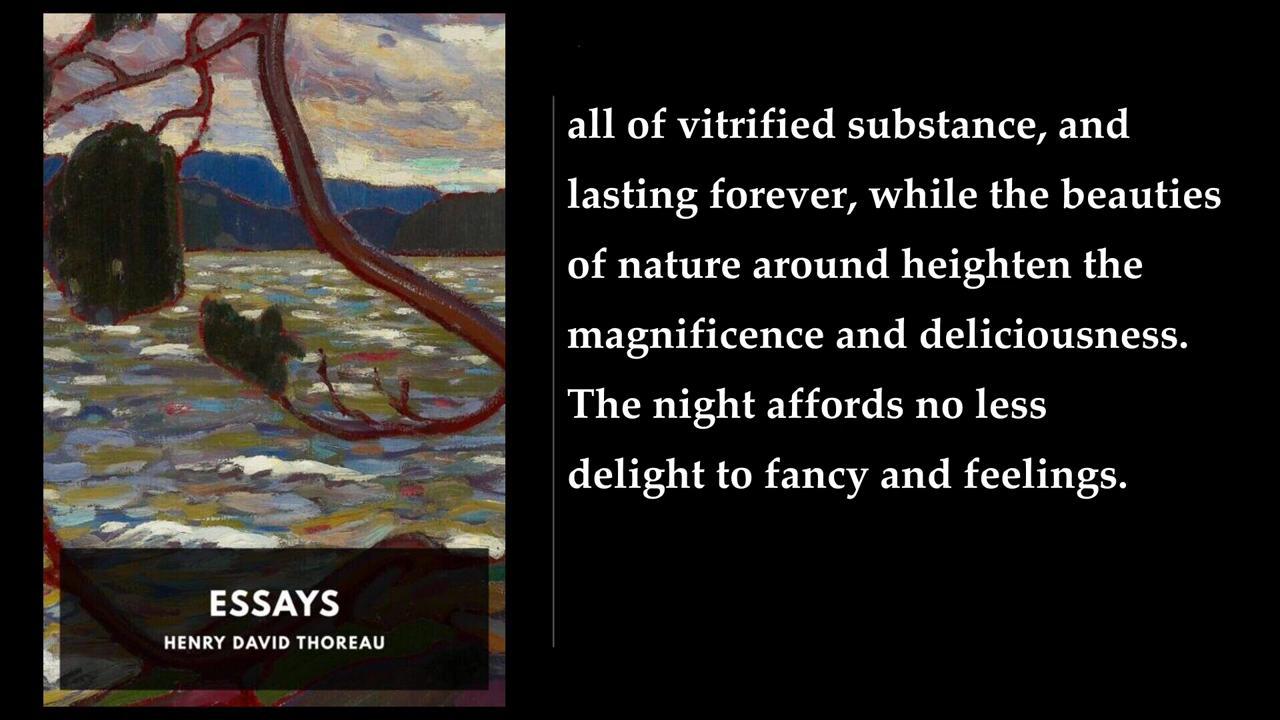 ESSAYS
HENRY DAVID THOREAU
all of vitrified substance, and
lasting forever, while the beauties
of nature around heighten the
magnificence and deliciousness.
The night affords no less
delight to fancy and feelings.